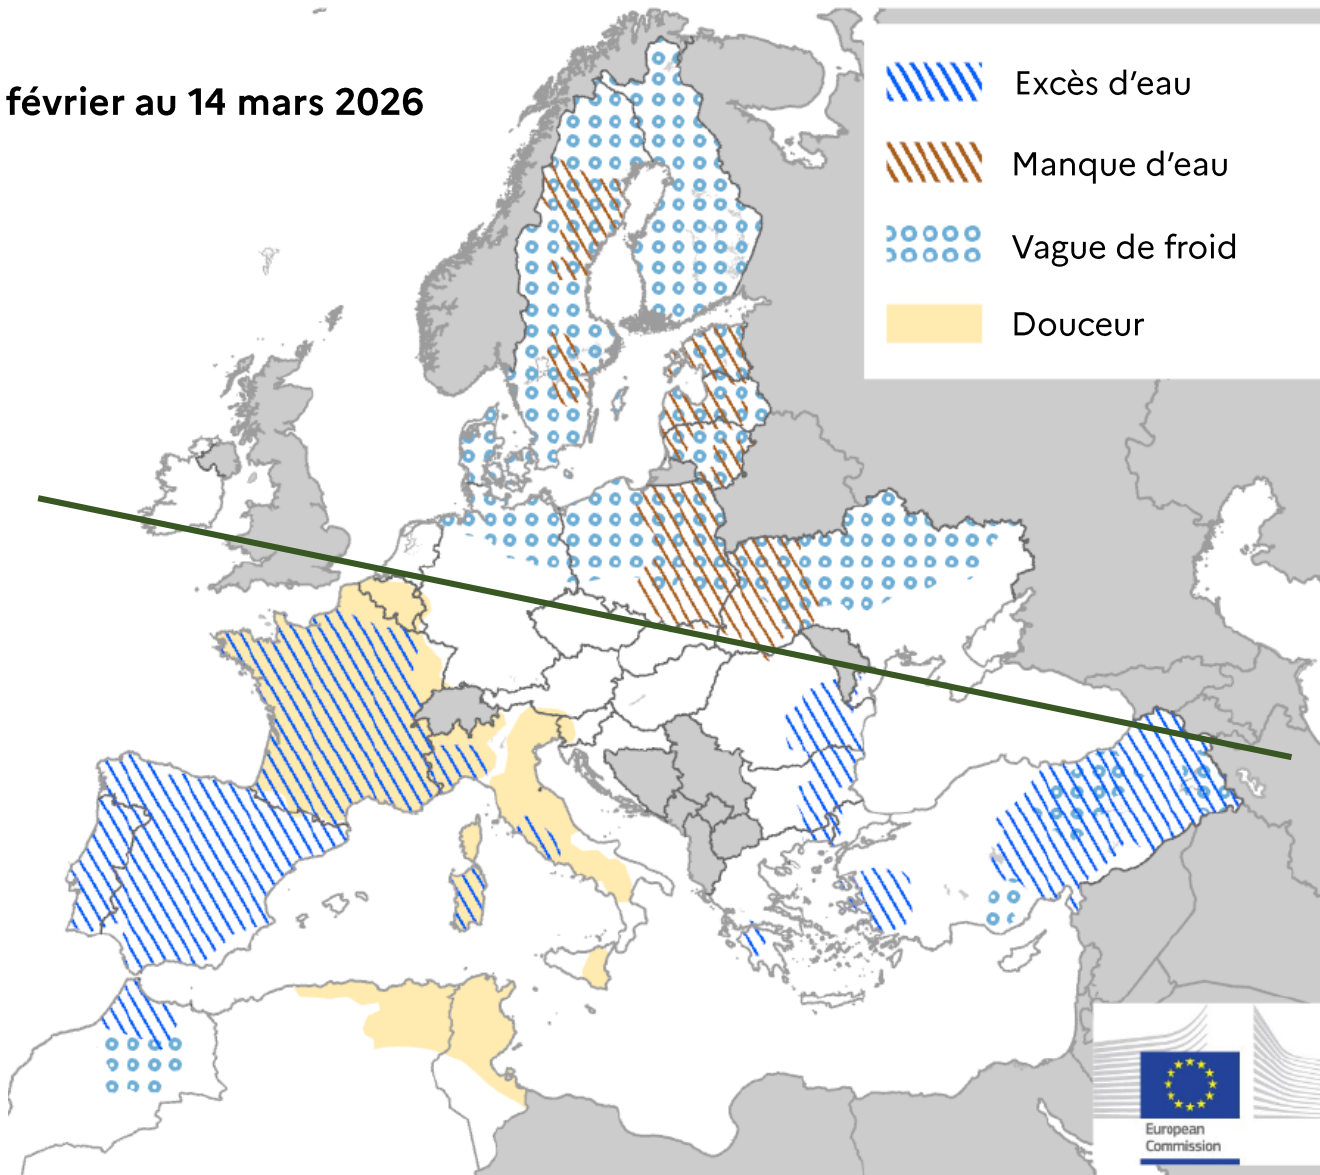 février au 14 mars 2026
Excès d'eau
Manque d'eau
Vague de froid
Douceur
European
Commission